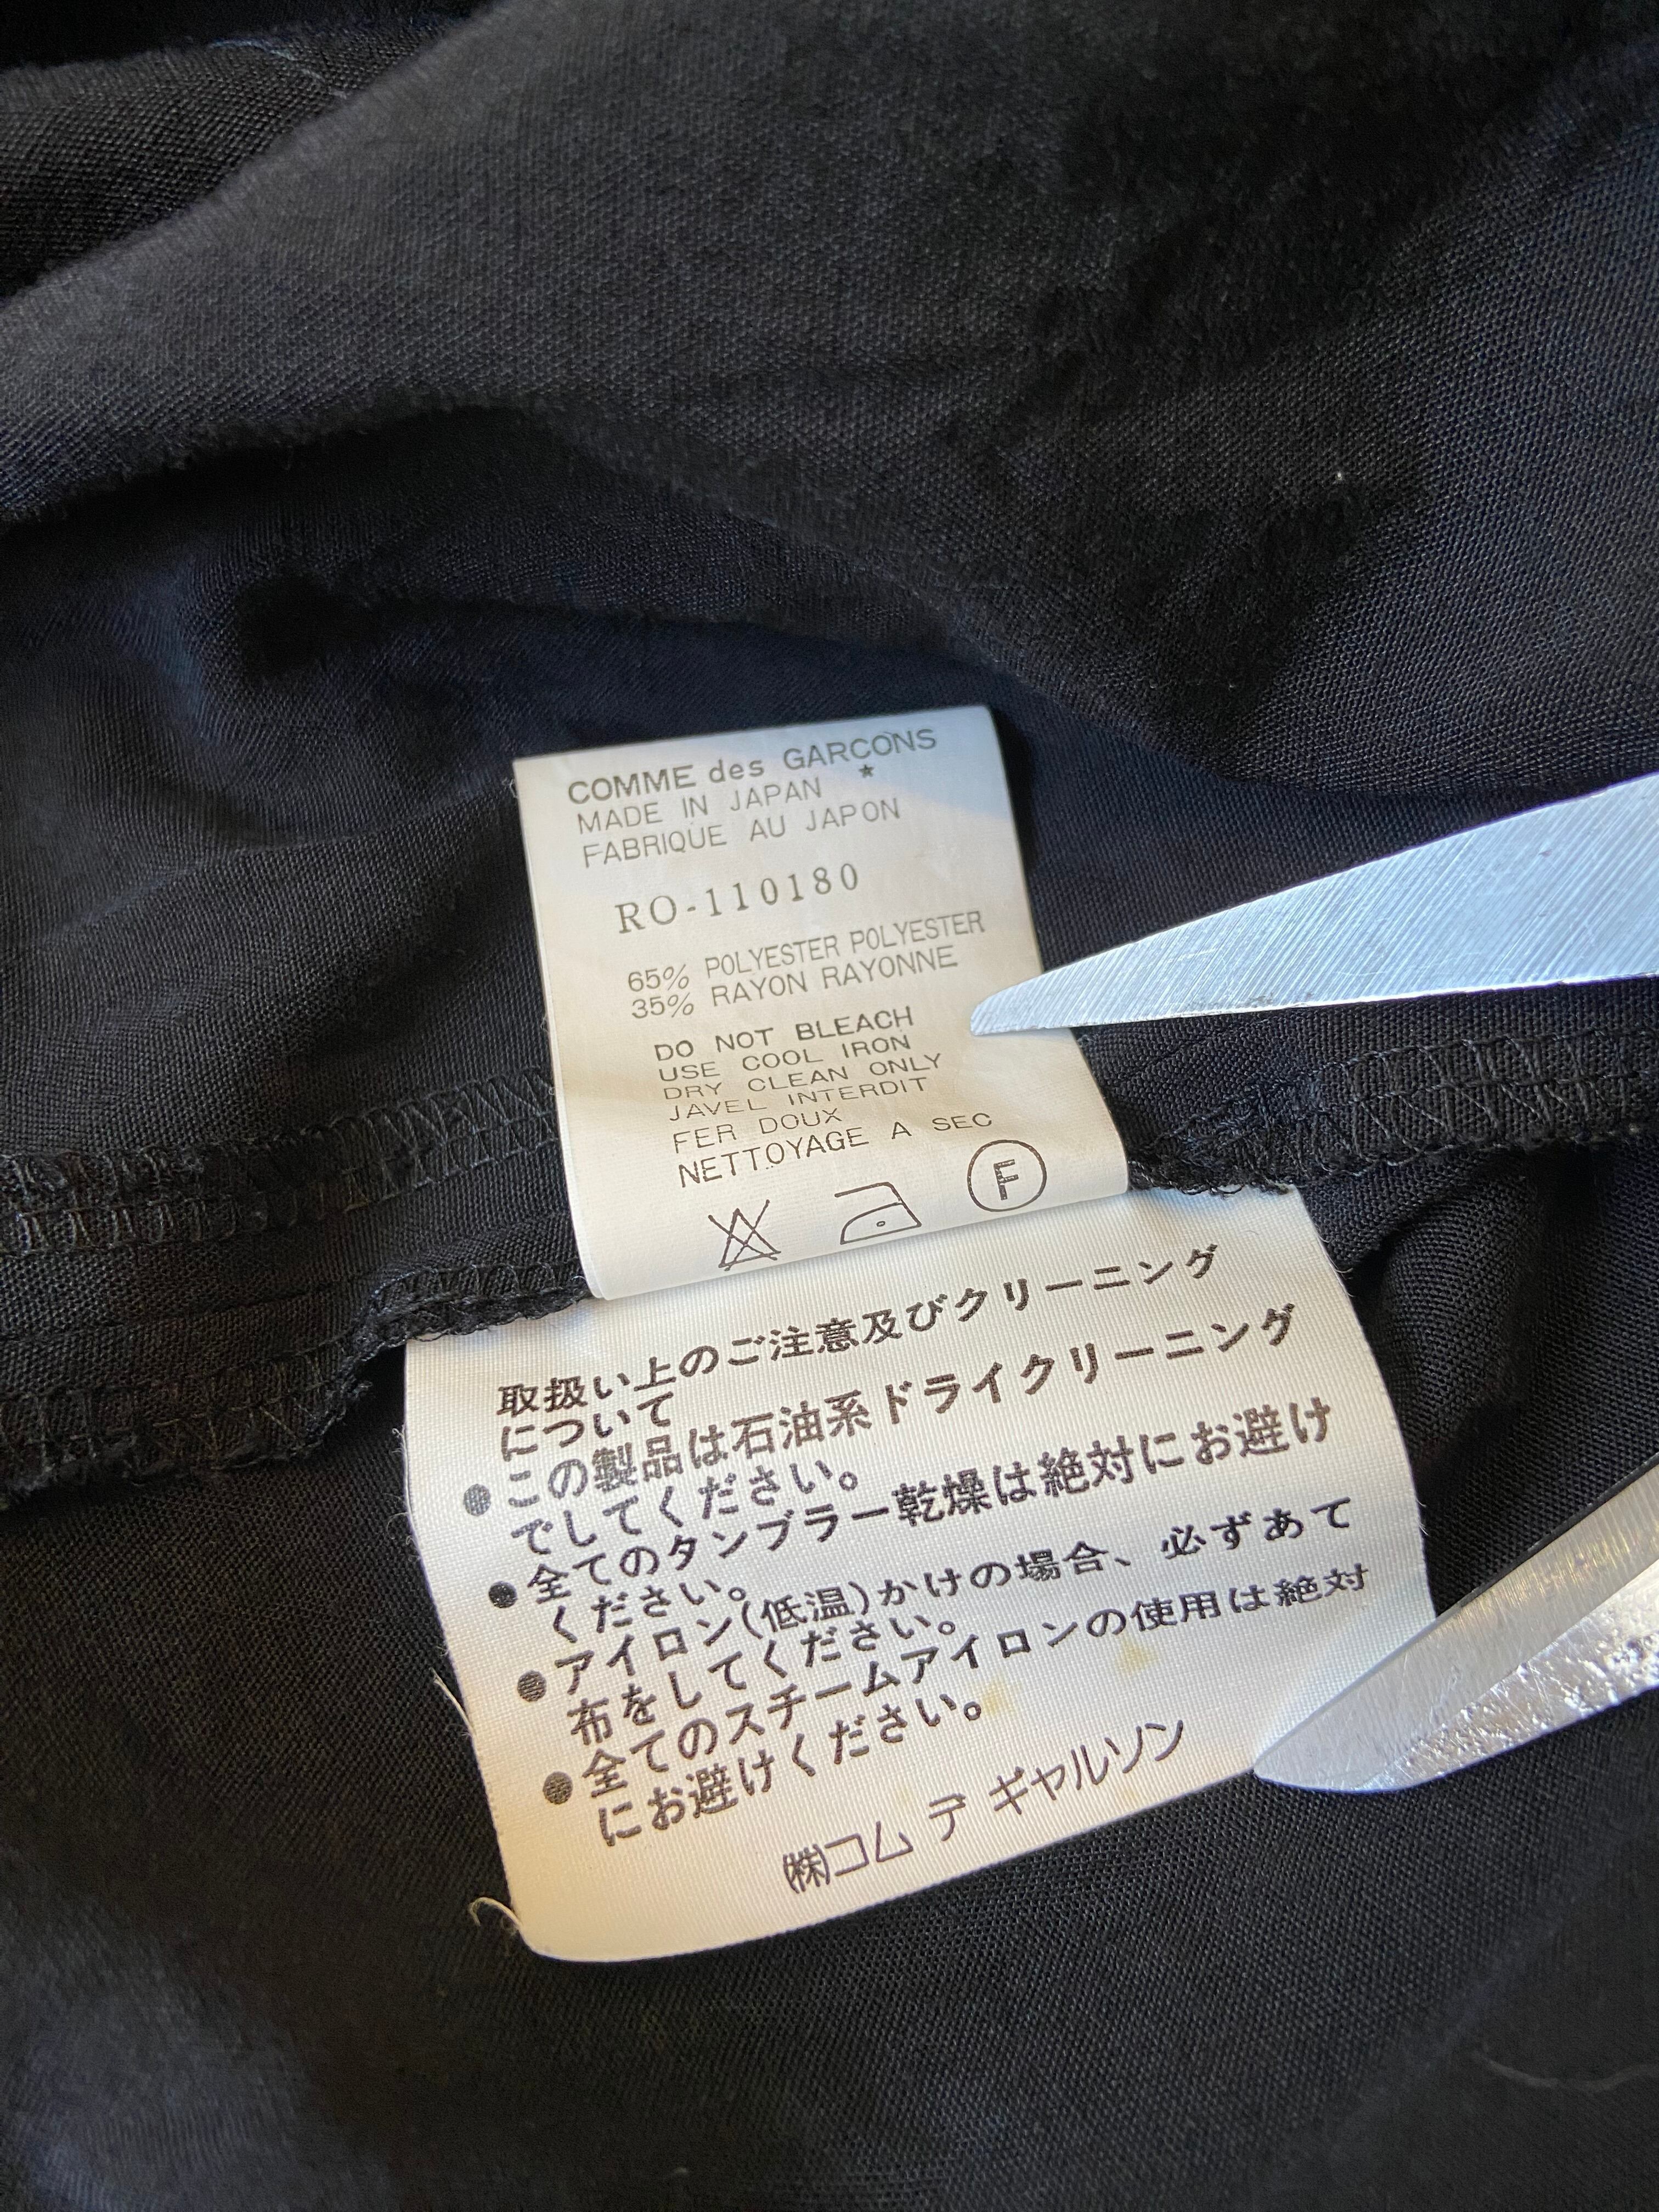 COMME des GARCONS
MADE IN JAPAN ★
FABRIQUE AU JAPON
RO-110180
65% POLYESTER POLYESTER
35% RAYON RAYONNE
DO NOT BLEACH
USE COOL IRON
DRY CLEAN ONLY
JAVEL INTERDIT
FER DOUX
NETTOYAGE A SEC
F
取扱い上のご注意及びクリーニング
について
●この製品は石油系ドライクリーニング
でしてください。
●全てのタンブラー乾燥は絶対にお避け
ください。
●アイロン(低温)かけの場合、必ずあて
布をしてください。
●全てのスチームアイロンの使用は絶対
にお避けください。
㈱コム デ ギャルソン